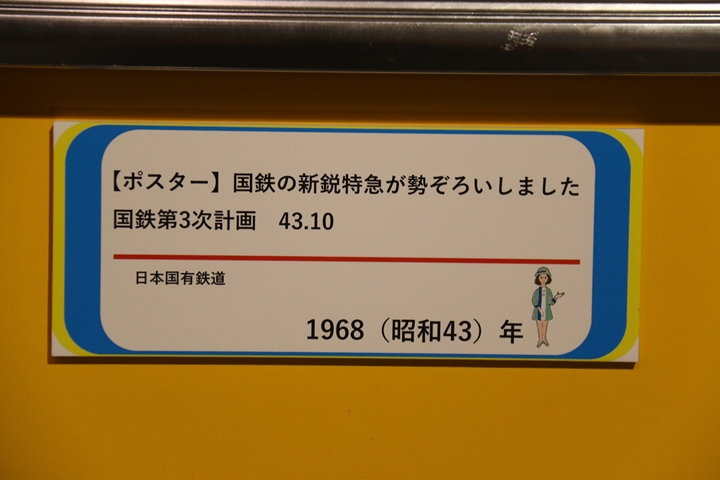 【ポスター】国鉄の新鋭特急が勢ぞろいしました
国鉄第3次計画　43.10
日本国有鉄道
1968（昭和43）年